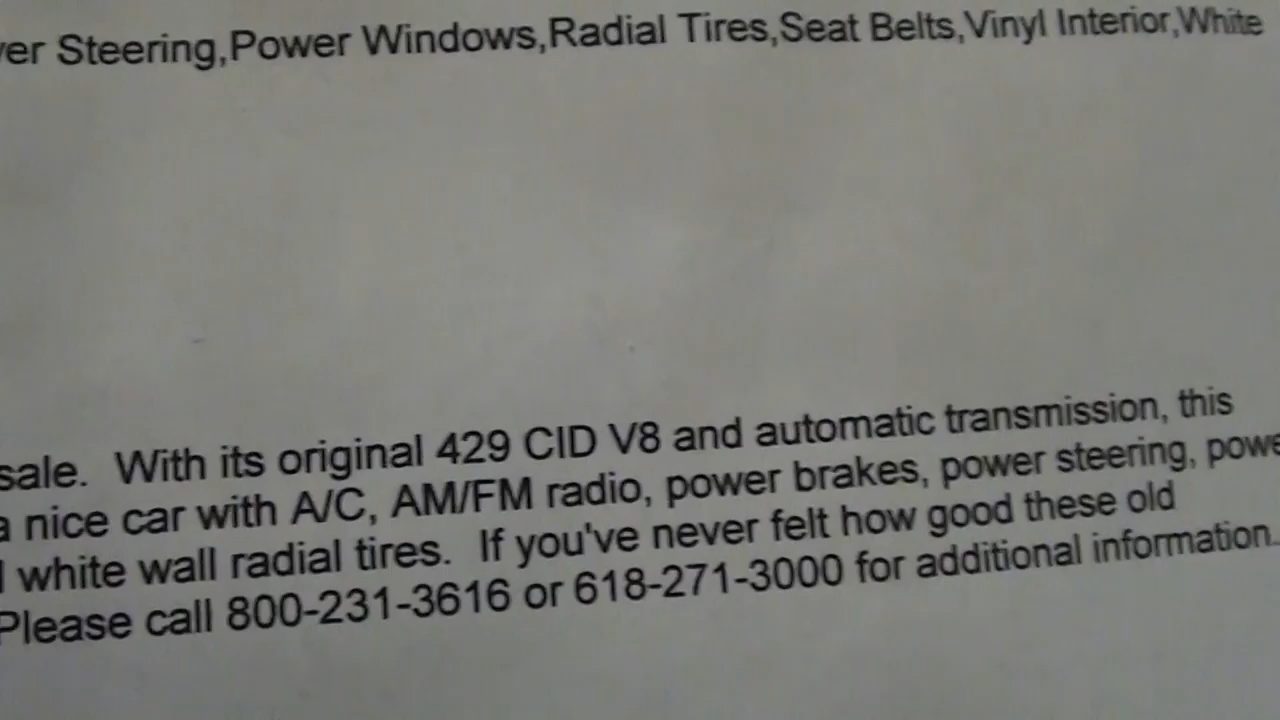 er Steering,Power Windows,Radial Tires,Seat Belts,Vinyl Interior,White
sale.  With its original 429 CID V8 and automatic transmission, this
a nice car with A/C, AM/FM radio, power brakes, power steering, powe
white wall radial tires.  If you've never felt how good these old
Please call 800-231-3616 or 618-271-3000 for additional information.